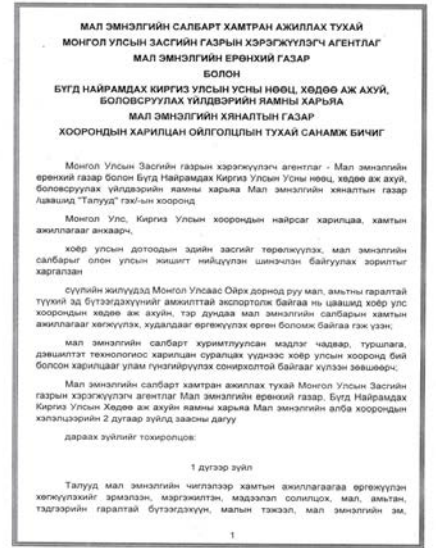 МАЛ ЭМНЭЛГИЙН САЛБАРТ ХАМТРАН АЖИЛЛАХ ТУХАЙ
МОНГОЛ УЛСЫН ЗАСГИЙН ГАЗРЫН ХЭРЭГЖҮҮЛЭГЧ АГЕНТЛАГ
МАЛ ЭМНЭЛГИЙН ЕРӨНХИЙ ГАЗАР
БОЛОН
БҮГД НАЙРАМДАХ КИРГИЗ УЛСЫН УСНЫ НӨӨЦ, ХӨДӨӨ АЖ АХУЙ,
БОЛОВСРУУЛАХ ҮЙЛДВЭРИЙН ЯАМНЫ ХАРЬЯА
МАЛ ЭМНЭЛГИЙН ХЯНАЛТЫН ГАЗАР
ХООРОНДЫН ХАРИЛЦАН ОЙЛГОЛЦЛЫН ТУХАЙ САНАМЖ БИЧИГ
Монгол Улсын Засгийн газрын хэрэгжүүлэгч агентлаг - Мал эмнэлгийн
ерөнхий газар болон Бүгд Найрамдах Киргиз Улсын Усны нөөц, хөдөө аж ахуй,
боловсруулах үйлдвэрийн яамны харьяа Мал эмнэлгийн хяналтын газар
/цаашид "Талууд" гэх/-ын хооронд
Монгол Улс, Киргиз Улсын хоорондын найрсаг харилцаа, хамтын
ажиллагааг анхаарч,
хоёр улсын дотоодын эдийн засгийг төрөлжүүлэх, мал эмнэлгийн
салбарыг олон улсын жишигт нийцүүлэн шинэчлэн байгуулах зорилтыг
харгалзан
сүүлийн жилүүдэд Монгол Улсаас Ойрх дорнод руу мал, амьтны гаралтай
түүхий эд бүтээгдэхүүнийг амжилттай экспортолж байгаа нь цаашид хоёр улс
хоорондын хөдөө аж ахуйн, тэр дундаа мал эмнэлгийн салбарын хамтын
ажиллагааг хөгжүүлэх, худалдааг өргөжүүлэх өргөн боломж байгаа гэж үзэн;
мал эмнэлгийн салбарт хуримтлуулсан мэдлэг чадвар, туршлага,
дэвшилтэт технологиос харилцан суралцах үүднээс хоёр улсын хооронд бий
болсон харилцааг улам гүнзгийрүүлэх сонирхолтой байгааг хүлээн зөвшөөрч;
Мал эмнэлгийн салбарт хамтран ажиллах тухай Монгол Улсын Засгийн
газрын хэрэгжүүлэгч агентлаг Мал эмнэлгийн ерөнхий газар, Бүгд Найрамдах
Киргиз Улсын Хөдөө аж ахуйн яамны харьяа Мал эмнэлгийн алба хоорондын
хэлэлцээрийн 2 дугаар зүйлд заасны дагуу
дараах зүйлийг тохиролцов:
1 дүгээр зүйл
Талууд мал эмнэлгийн чиглэлээр хамтын ажиллагаагаа өргөжүүлэн
хөгжүүлэхийг эрмэлзэн, мэргэжилтэн, мэдээлэл солилцох, мал, амьтан,
тэдгээрийн гаралтай бүтээгдэхүүн, малын тэжээл, мал эмнэлгийн эм,
1